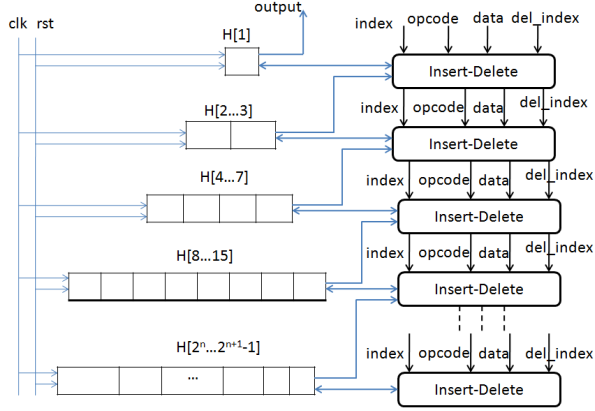 output
clk rst
index opcode data del_index
H[1]
Insert-Delete
index opcode data del_index
H[2...3]
Insert-Delete
index opcode data del_index
H[4...7]
Insert-Delete
index opcode data del_index
H[8...15]
Insert-Delete
H[2ⁿ...2ⁿ⁺¹-1]
index opcode data del_index
...
Insert-Delete